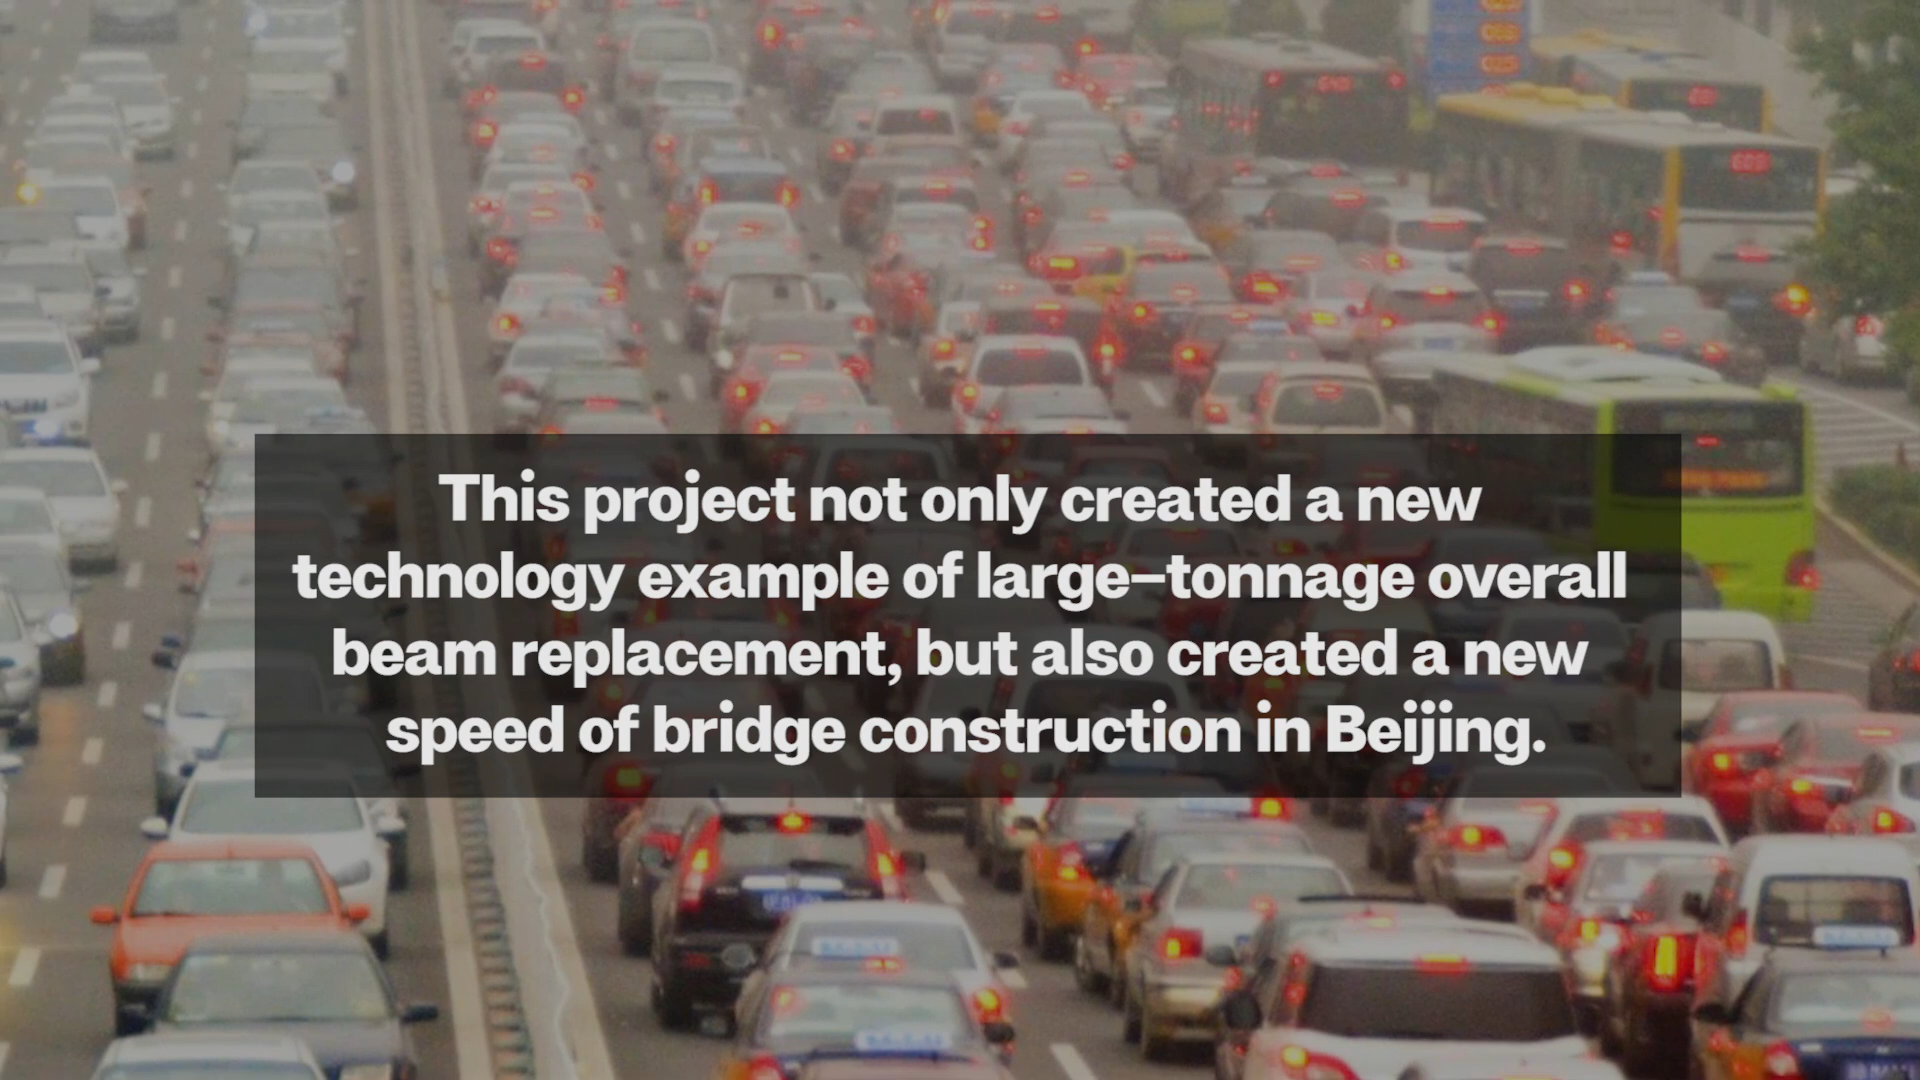 This project not only created a new
technology example of large–tonnage overall
beam replacement, but also created a new
speed of bridge construction in Beijing.